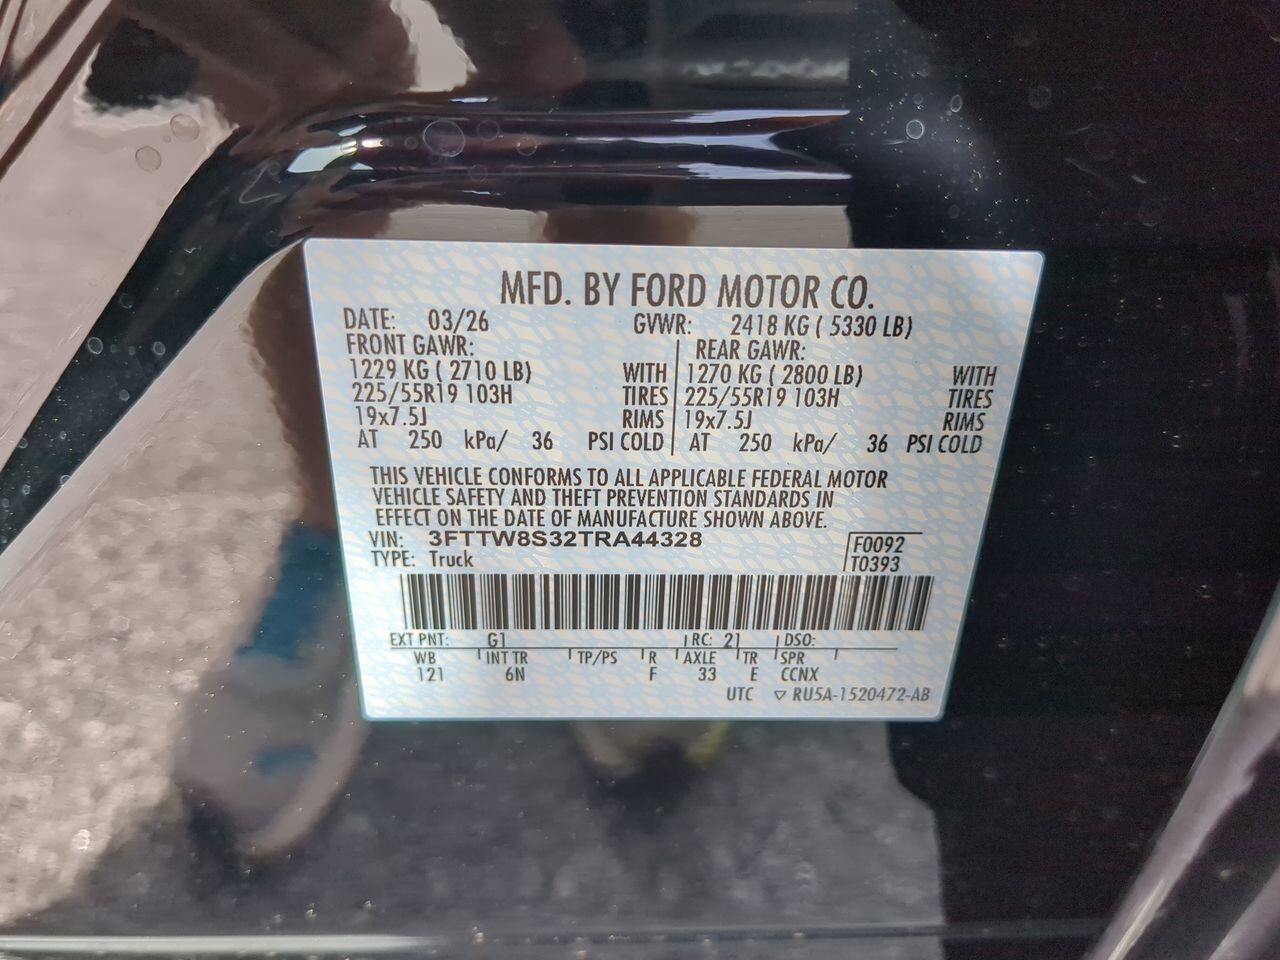 MFD. BY FORD MOTOR CO.
DATE: 03/26 GVWR: 2418 KG ( 5330 LB)
FRONT GAWR: REAR GAWR:
1229 KG ( 2710 LB) WITH 1270 KG ( 2800 LB) WITH
225/55R19 103H TIRES 225/55R19 103H TIRES
19x7.5J RIMS 19x7.5J RIMS
AT 250 kPa/ 36 PSI COLD AT 250 kPa/ 36 PSI COLD
THIS VEHICLE CONFORMS TO ALL APPLICABLE FEDERAL MOTOR
VEHICLE SAFETY AND THEFT PREVENTION STANDARDS IN
EFFECT ON THE DATE OF MANUFACTURE SHOWN ABOVE.
VIN: 3FTTW8S32TRA44328 F0092
TYPE: Truck T0393
EXT PNT: G1 RC: 21 DSO:
WB INT TR TP/PS R AXLE TR SPR
121 6N F 33 E CCNX
UTC ▽ RU5A-1520472-AB